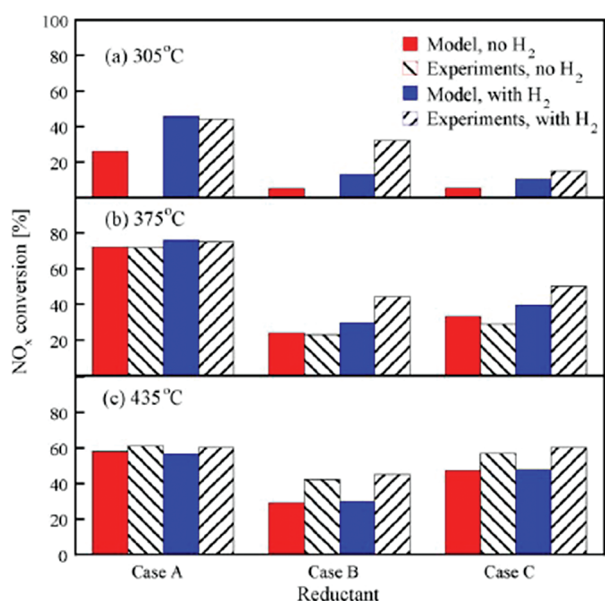 100
80
60
40
20
(a) 305°C
Model, no H₂
Experiments, no H₂
Model, with H₂
Experiments, with H₂
80
60
40
20
(b) 375°C
80
60
40
20
0
(c) 435°C
NOₓ conversion [%]
Case A Case B Case C
Reductant